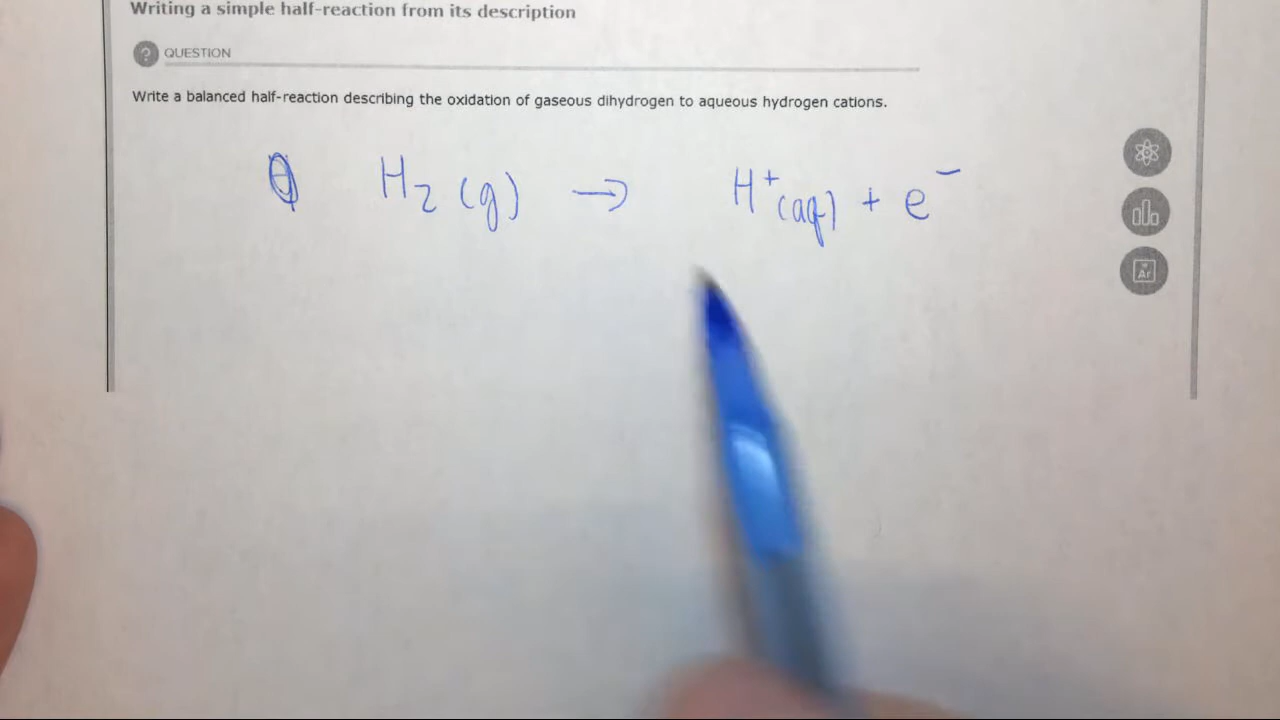 Writing a simple half-reaction from its description
? QUESTION
Write a balanced half-reaction describing the oxidation of gaseous dihydrogen to aqueous hydrogen cations.
H₂ (g) → H⁺(aq) + e⁻
Ar